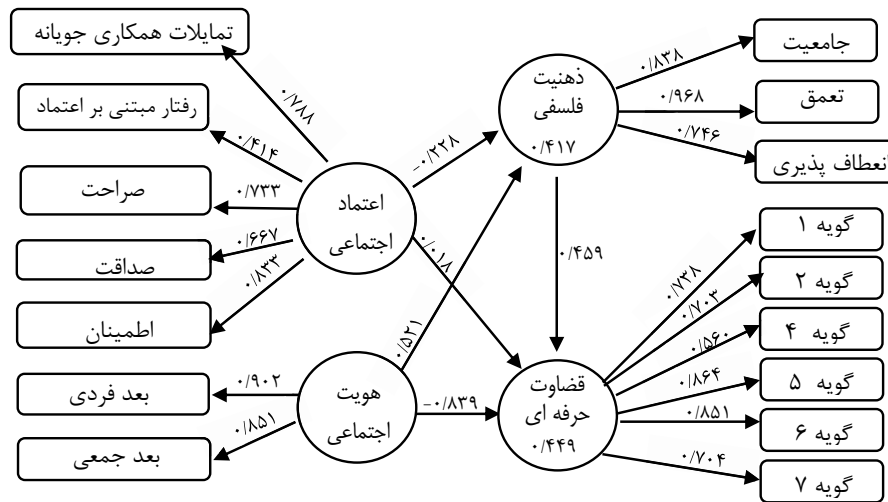 تمایلات همکاری جویانه
رفتار مبتنی بر اعتماد
صراحت
صداقت
اطمینان
بعد فردی
بعد جمعی
۰/۷۸۸
۰/۴۱۴
۰/۷۳۳
۰/۶۶۷
۰/۸۳۳
۰/۹۰۲
۰/۸۵۱
اعتماد
اجتماعی
هویت
اجتماعی
-۰/۲۲۸
۰/۰۱۸
۰/۵۲۱
-۰/۸۳۹
ذهنیت
فلسفی
۰/۴۱۷
۰/۴۵۹
قضاوت
حرفه ای
۰/۴۴۹
۰/۸۳۸
۰/۹۶۸
۰/۷۴۶
جامعیت
تعمق
انعطاف پذیری
۰/۷۳۸
۰/۷۰۳
۰/۵۶۰
۰/۸۶۴
۰/۸۵۱
۰/۷۰۴
گویه ۱
گویه ۲
گویه ۴
گویه ۵
گویه ۶
گویه ۷